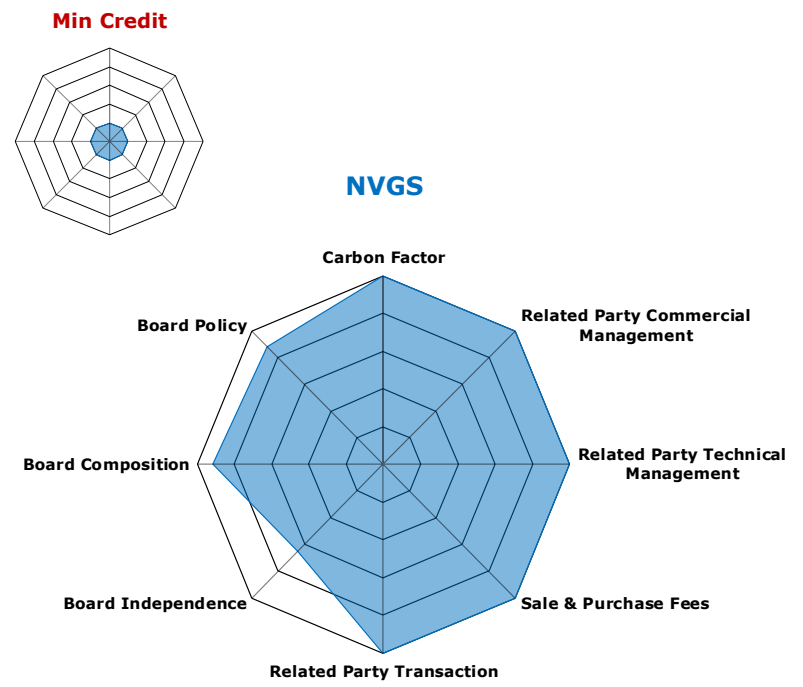 Min Credit
NVGS
Carbon Factor
Related Party Commercial
Management
Board Policy
Related Party Technical
Management
Board Composition
Sale & Purchase Fees
Board Independence
Related Party Transaction